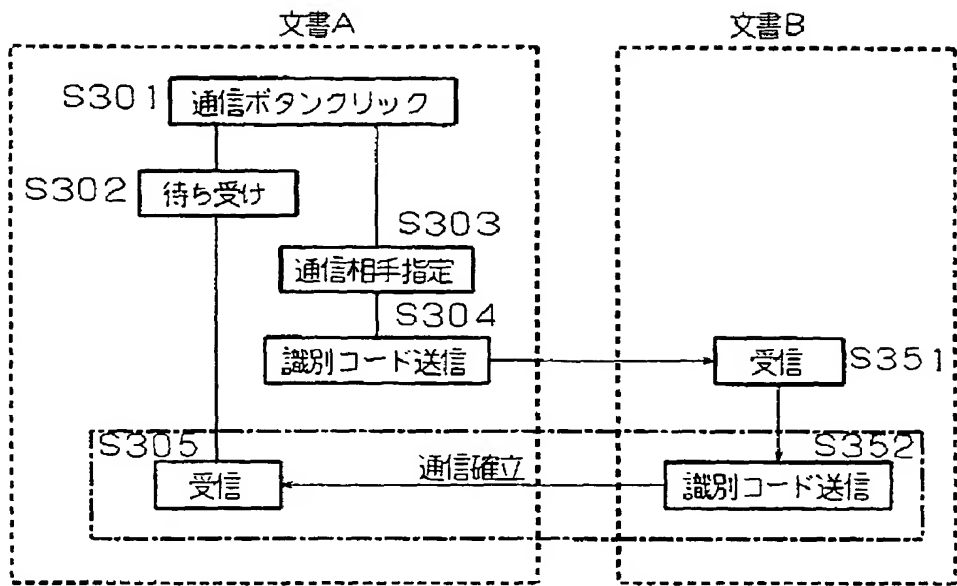 文書A
文書B
S301
通信ボタンクリック
S302
待ち受け
S303
通信相手指定
S304
識別コード送信
受信
S351
S305
受信
通信確立
S352
識別コード送信